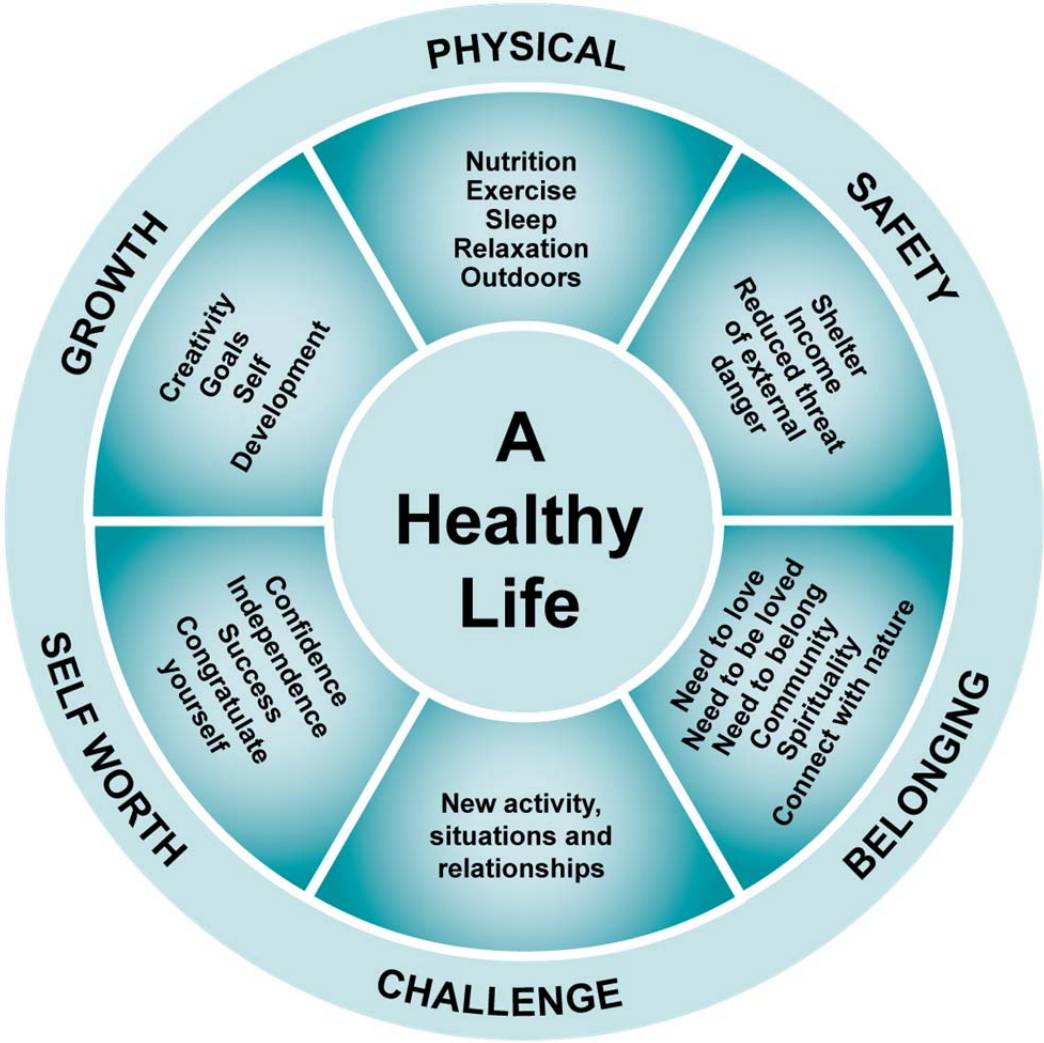 PHYSICAL
Nutrition
Exercise
Sleep
Relaxation
Outdoors
SAFETY
Shelter
Income
Reduced threat
of external
danger
BELONGING
Need to love
Need to be loved
Need to belong
Community
Spirituality
Connect with nature
CHALLENGE
New activity,
situations and
relationships
SELF WORTH
Confidence
Independence
Success
Congratulate
yourself
GROWTH
Creativity
Goals
Self
Development
A
Healthy
Life